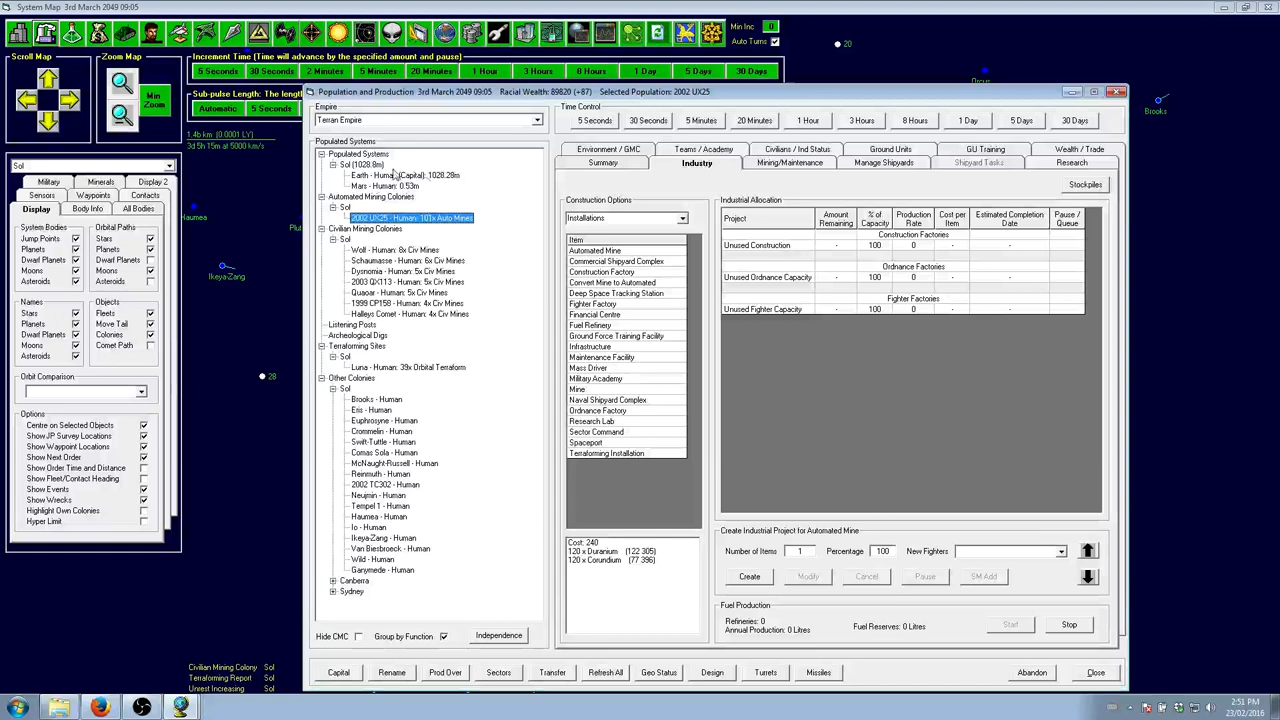 System Map 3rd March 2049 09:05
Min Inc 0
Auto Turns
Scroll Map
Zoom Map
Min Zoom
Increment Time (Time will advance by the specified amount and pause)
5 Seconds 30 Seconds 2 Minutes 5 Minutes 20 Minutes 1 Hour 3 Hours 8 Hours 1 Day 5 Days 30 Days
Sub-pulse Length: The length
Automatic 5 Seconds
1.4b km (0.0001 LY)
3d 5h 15m at 5000 km/s
20
Orcus
Brooks
Haumea
Plut
Ikeya-Zang
28
Sol
Military Minerals Display 2
Sensors Waypoints Contacts
Display Body Info All Bodies
System Bodies
Jump Points
Planets
Dwarf Planets
Moons
Asteroids
Orbital Paths
Stars
Planets
Dwarf Planets
Moons
Asteroids
Names
Stars
Planets
Dwarf Planets
Moons
Asteroids
Objects
Fleets
Move Tail
Colonies
Comet Path
Orbit Comparison
Options
Centre on Selected Objects
Show JP Survey Locations
Show Waypoint Locations
Show Next Order
Show Order Time and Distance
Show Fleet/Contact Heading
Show Events
Show Wrecks
Highlight Own Colonies
Hyper Limit
Civilian Mining Colony Sol
Terraforming Report Sol
Unrest Increasing Sol
Population and Production 3rd March 2049 09:05 Racial Wealth: 89820 (+87) Selected Population: 2002 UX25
Empire
Terran Empire
Time Control
5 Seconds 30 Seconds 5 Minutes 20 Minutes 1 Hour 3 Hours 8 Hours 1 Day 5 Days 30 Days
Populated Systems
Populated Systems
Sol (1028.8m)
Earth - Human (Capital): 1028.28m
Mars - Human: 0.53m
Automated Mining Colonies
Sol
2002 UX25 - Human: 101x Auto Mines
Civilian Mining Colonies
Sol
Wolf - Human: 8x Civ Mines
Schaumasse - Human: 6x Civ Mines
Dysnomia - Human: 5x Civ Mines
2003 QX113 - Human: 5x Civ Mines
Quaoar - Human: 5x Civ Mines
1999 CP158 - Human: 4x Civ Mines
Halleys Comet - Human: 4x Civ Mines
Listening Posts
Archeological Digs
Terraforming Sites
Sol
Luna - Human: 39x Orbital Terraform
Other Colonies
Sol
Brooks - Human
Eris - Human
Euphrosyne - Human
Crommelin - Human
Swift-Tuttle - Human
Comas Sola - Human
McNaught-Russell - Human
Reinmuth - Human
2002 TC302 - Human
Neujmin - Human
Tempel 1 - Human
Haumea - Human
Io - Human
Ikeya-Zang - Human
Van Biesbroeck - Human
Wild - Human
Ganymede - Human
Canberra
Sydney
Hide CMC
Group by Function
Independence
Environment / GMC Teams / Academy Civilians / Ind Status Ground Units GU Training Wealth / Trade
Summary Industry Mining/Maintenance Manage Shipyards Shipyard Tasks Research
Stockpiles
Construction Options
Installations
Item
Automated Mine
Commercial Shipyard Complex
Construction Factory
Convert Mine to Automated
Deep Space Tracking Station
Fighter Factory
Financial Centre
Fuel Refinery
Ground Force Training Facility
Infrastructure
Maintenance Facility
Mass Driver
Military Academy
Mine
Naval Shipyard Complex
Ordnance Factory
Research Lab
Sector Command
Spaceport
Terraforming Installation
Cost: 240
120 x Duranium (122 305)
120 x Corundium (77 396)
Industrial Allocation
Project Amount Remaining % of Capacity Production Rate Cost per Item Estimated Completion Date Pause / Queue
Construction Factories
Unused Construction 100 0 - -
Ordnance Factories
Unused Ordnance Capacity 100 0 - -
Fighter Factories
Unused Fighter Capacity 100 0 - -
Create Industrial Project for Automated Mine
Number of Items 1 Percentage 100 New Fighters
Create Modify Cancel Pause SM Add
Fuel Production
Refineries: 0
Annual Production: 0 Litres
Fuel Reserves: 0 Litres
Start Stop
Capital Rename Prod Over Sectors Transfer Refresh All Geo Status Design Turrets Missiles Abandon Close
2:51 PM
23/02/2016